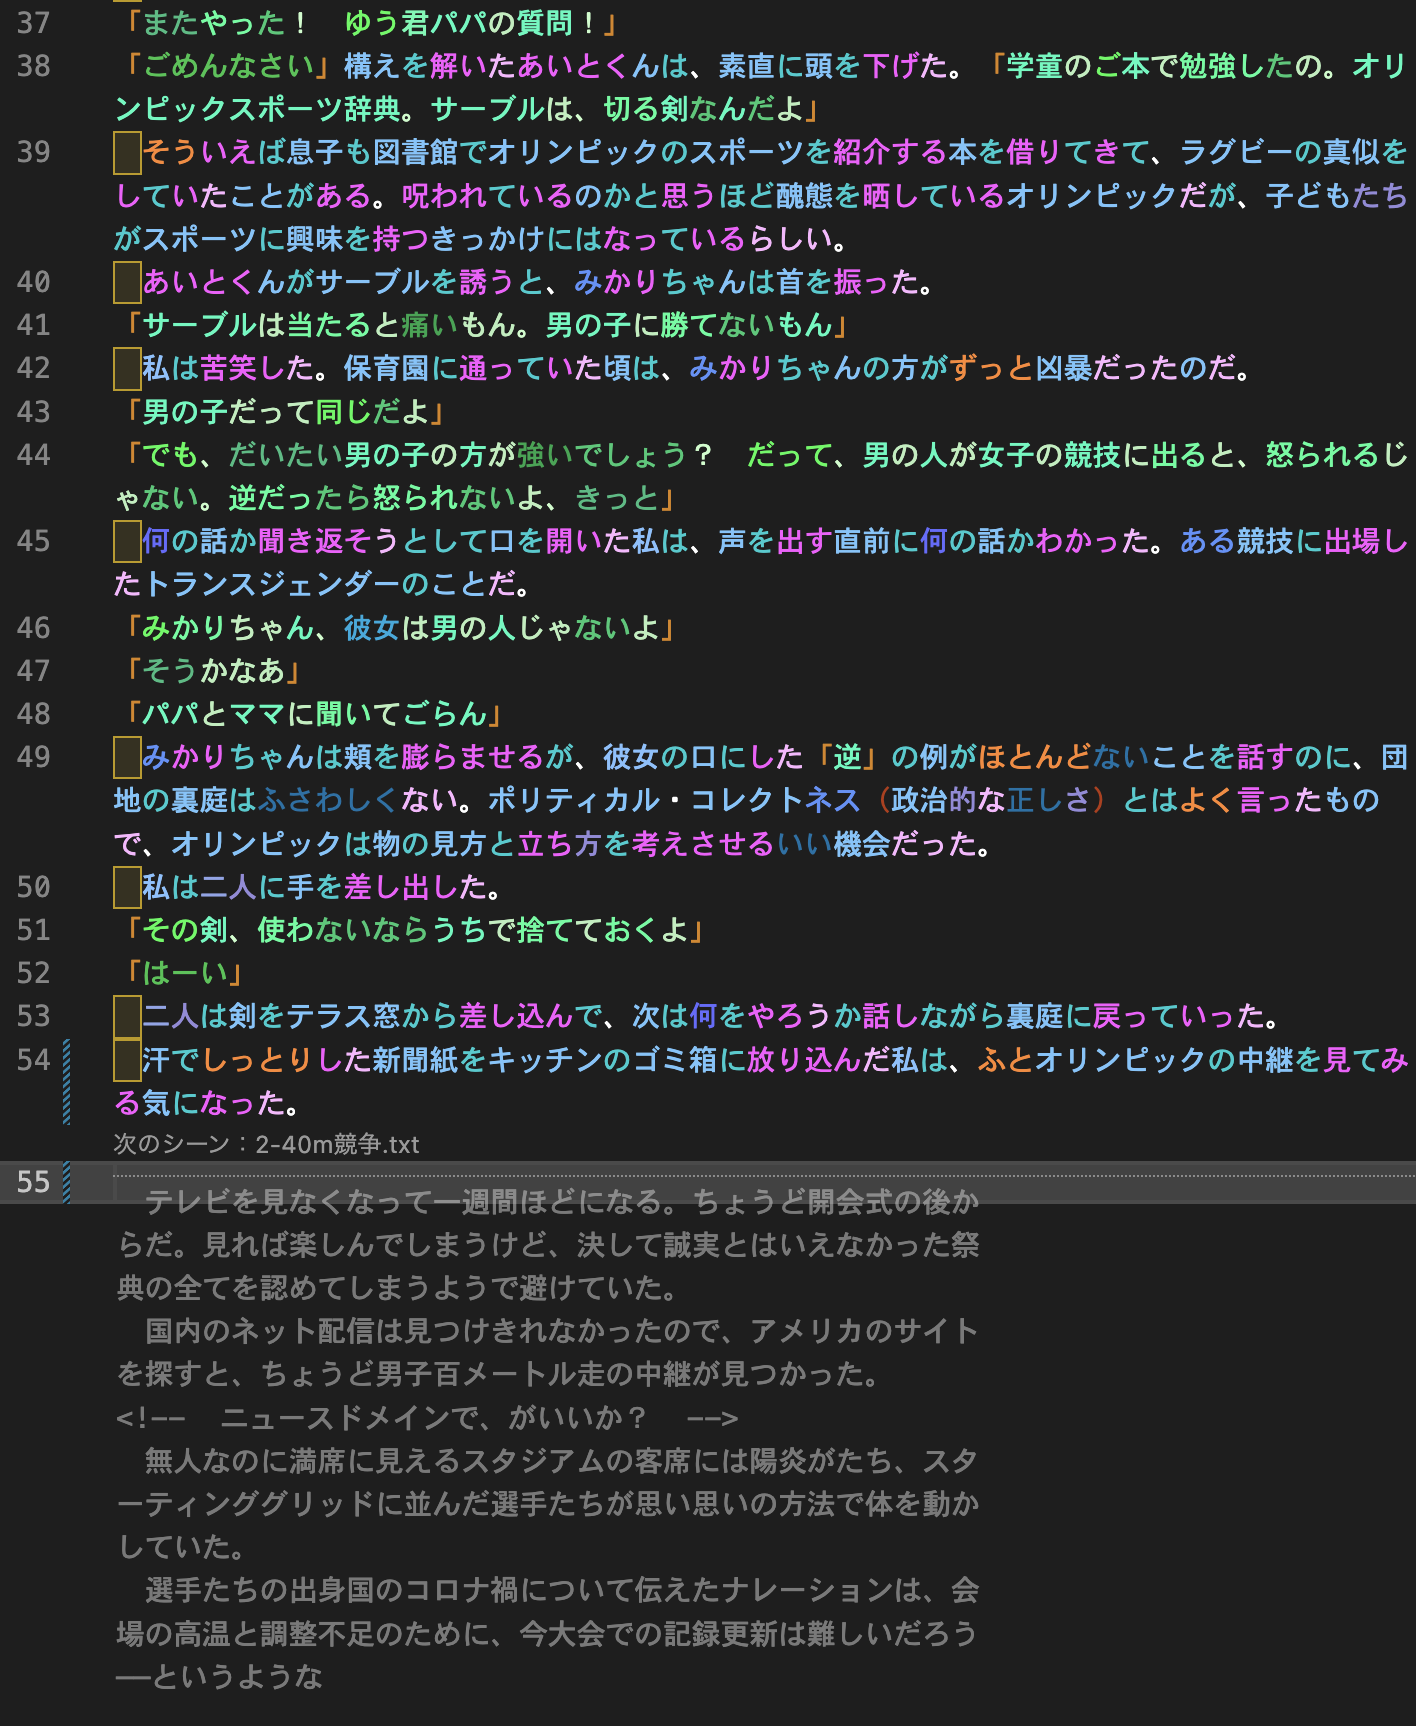 37 「またやった！　ゆう君パパの質問！」
38 「ごめんなさい」構えを解いたあいとくんは、素直に頭を下げた。「学童のご本で勉強したの。オリ
ンピックスポーツ辞典。サーブルは、切る剣なんだよ」
39 　そういえば息子も図書館でオリンピックのスポーツを紹介する本を借りてきて、ラグビーの真似を
していたことがある。呪われているのかと思うほど醜態を晒しているオリンピックだが、子どもたち
がスポーツに興味を持つきっかけにはなっているらしい。
40 　あいとくんがサーブルを誘うと、みかりちゃんは首を振った。
41 「サーブルは当たると痛いもん。男の子に勝てないもん」
42 　私は苦笑した。保育園に通っていた頃は、みかりちゃんの方がずっと凶暴だったのだ。
43 「男の子だって同じだよ」
44 「でも、だいたい男の子の方が強いでしょう？　だって、男の人が女子の競技に出ると、怒られるじ
ゃない。逆だったら怒られないよ、きっと」
45 　何の話か聞き返そうとして口を開いた私は、声を出す直前に何の話かわかった。ある競技に出場し
たトランスジェンダーのことだ。
46 「みかりちゃん、彼女は男の人じゃないよ」
47 「そうかなあ」
48 「パパとママに聞いてごらん」
49 　みかりちゃんは頬を膨らませるが、彼女の口にした「逆」の例がほとんどないことを話すのに、団
地の裏庭はふさわしくない。ポリティカル・コレクトネス（政治的な正しさ）とはよく言ったもの
で、オリンピックは物の見方と立ち方を考えさせるいい機会だった。
50 　私は二人に手を差し出した。
51 「その剣、使わないならうちで捨てておくよ」
52 「はーい」
53 　二人は剣をテラス窓から差し込んで、次は何をやろうか話しながら裏庭に戻っていった。
54 　汗でしっとりした新聞紙をキッチンのゴミ箱に放り込んだ私は、ふとオリンピックの中継を見てみ
る気になった。
次のシーン：2-40m競争.txt
55
　テレビを見なくなって一週間ほどになる。ちょうど開会式の後か
らだ。見れば楽しんでしまうけど、決して誠実とはいえなかった祭
典の全てを認めてしまうようで避けていた。
　国内のネット配信は見つけきれなかったので、アメリカのサイト
を探すと、ちょうど男子百メートル走の中継が見つかった。
<!--　ニュースドメインで、がいいか？　-->
　無人なのに満席に見えるスタジアムの客席には陽炎がたち、スタ
ーティンググリッドに並んだ選手たちが思い思いの方法で体を動か
していた。
　選手たちの出身国のコロナ禍について伝えたナレーションは、会
場の高温と調整不足のために、今大会での記録更新は難しいだろう
――というような